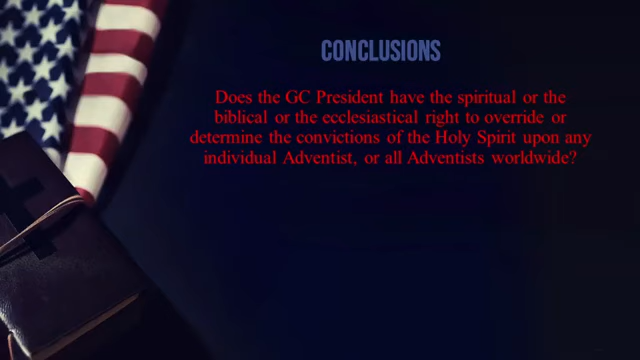 CONCLUSIONS
Does the GC President have the spiritual or the
biblical or the ecclesiastical right to override or
determine the convictions of the Holy Spirit upon any
individual Adventist, or all Adventists worldwide?